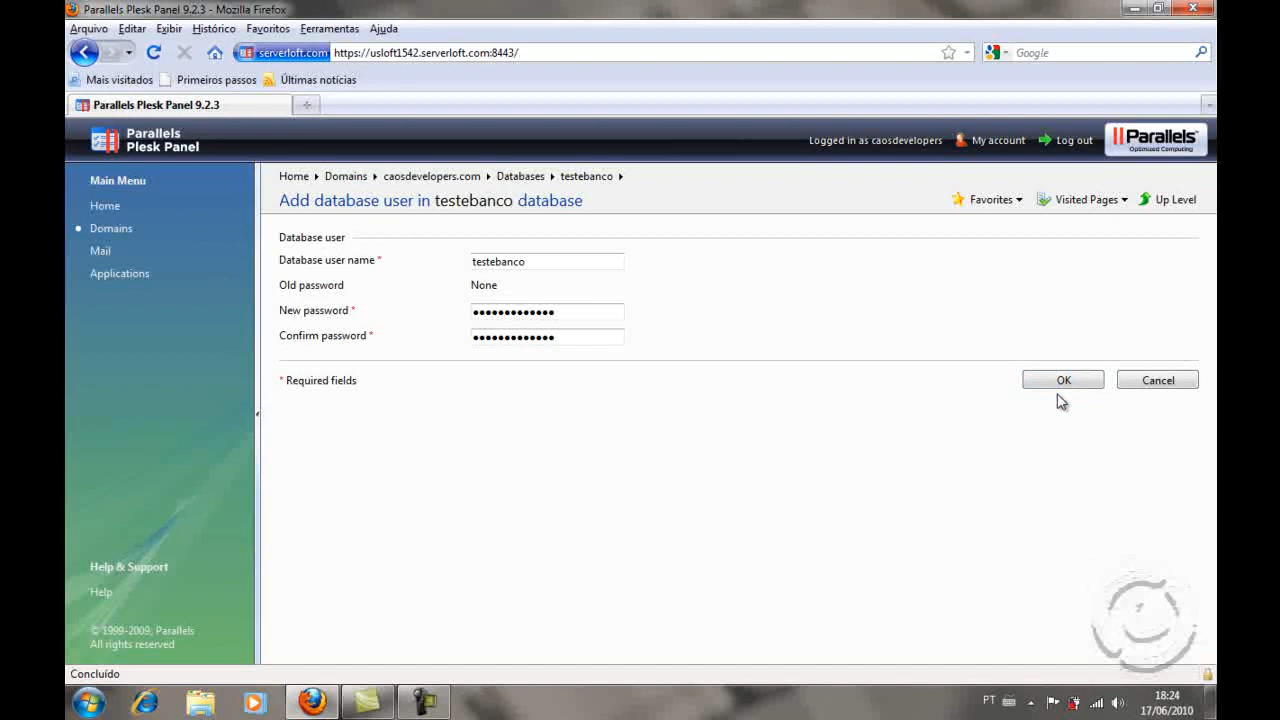 Parallels Plesk Panel 9.2.3 - Mozilla Firefox
Arquivo Editar Exibir Histórico Favoritos Ferramentas Ajuda
serverloft.com https://usloft1542.serverloft.com:8443/
Google
Mais visitados Primeiros passos Últimas notícias
Parallels Plesk Panel 9.2.3
Parallels
Plesk Panel
Logged in as caosdevelopers My account Log out
Parallels
Optimized Computing
Main Menu
Home
Domains
Mail
Applications
Help & Support
Help
© 1999-2009, Parallels
All rights reserved
Home Domains caosdevelopers.com Databases testebanco
Add database user in testebanco database
Favorites Visited Pages Up Level
Database user
Database user name * testebanco
Old password None
New password * •••••••••••••
Confirm password * •••••••••••••
* Required fields
OK Cancel
Concluído
PT
18:24
17/06/2010